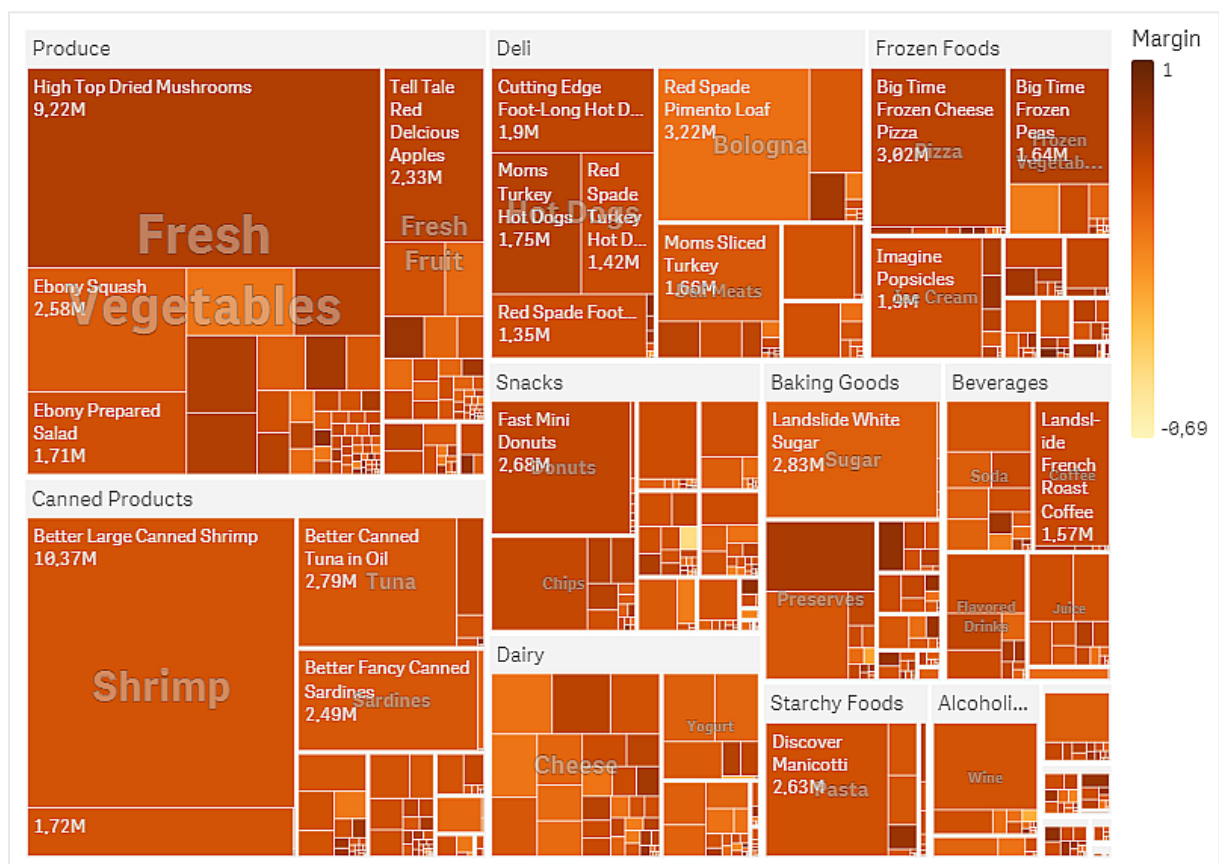 Produce
High Top Dried Mushrooms
9,22M
Fresh
Vegetables
Ebony Squash
2,58M
Ebony Prepared
Salad
1,71M
Tell Tale
Red
Delcious
Apples
2,33M
Fresh
Fruit
Deli
Cutting Edge
Foot-Long Hot D...
1,9M
Moms
Turkey
Hot Dogs
1,75M
Red
Spade
Turkey
Hot D...
1,42M
Hot Dogs
Red Spade Foot...
1,35M
Red Spade
Pimento Loaf
3,22M
Bologna
Moms Sliced
Turkey
1,66M
Deli Meats
Frozen Foods
Big Time
Frozen Cheese
Pizza
3,02M
Pizza
Big Time
Frozen
Peas
1,64M
Frozen
Vegetab...
Imagine
Popsicles
1,9M
Ice Cream
Margin
1
-0,69
Canned Products
Better Large Canned Shrimp
10,37M
Shrimp
1,72M
Better Canned
Tuna in Oil
2,79M
Tuna
Better Fancy Canned
Sardines
2,49M
Sardines
Snacks
Fast Mini
Donuts
2,68M
Donuts
Chips
Dairy
Cheese
Yogurt
Baking Goods
Landslide White
Sugar
2,83M
Sugar
Preserves
Beverages
Soda
Landsl-
ide
French
Roast
Coffee
1,57M
Coffee
Flavored
Drinks
Juice
Starchy Foods
Discover
Manicotti
2,63M
Pasta
Alcoholi...
Wine